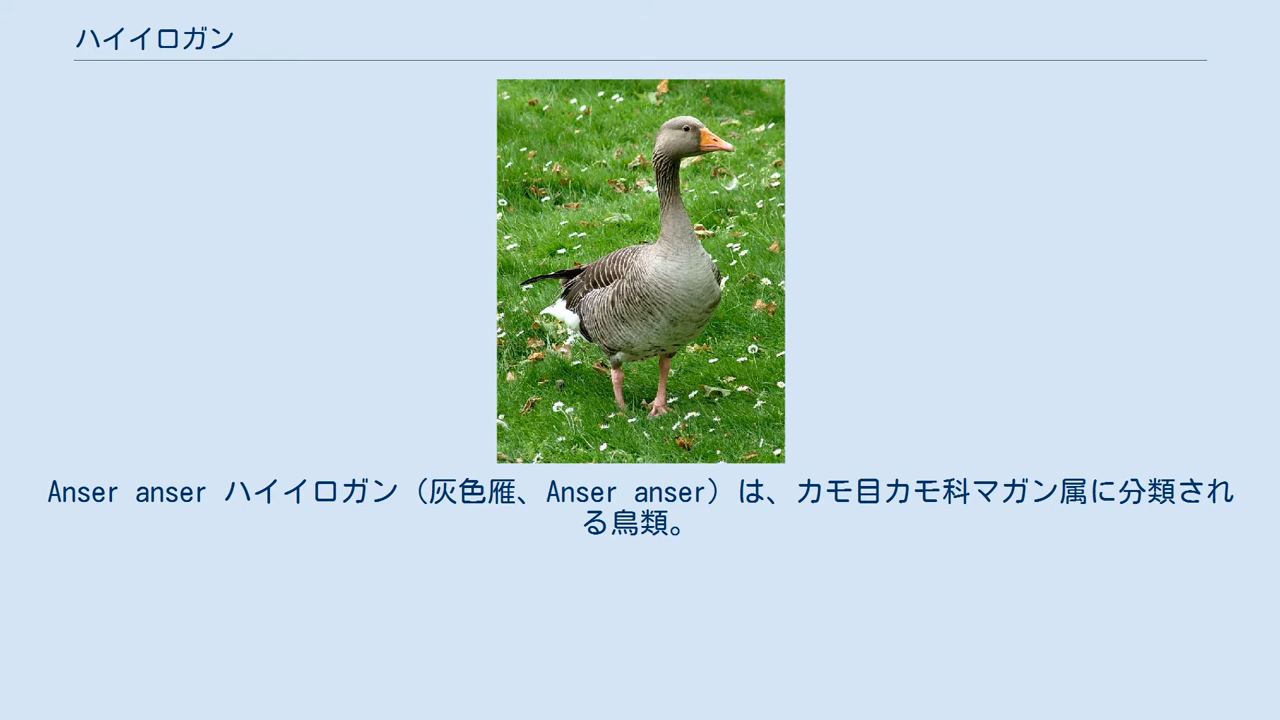 ハイイロガン
Anser anser ハイイロガン（灰色雁、Anser anser）は、カモ目カモ科マガン属に分類され
る鳥類。